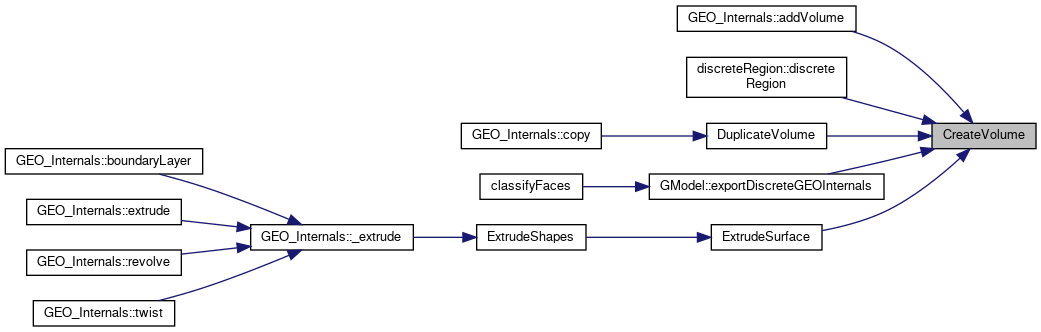 GEO_Internals::addVolume
discreteRegion::discrete
Region
CreateVolume
GEO_Internals::copy
DuplicateVolume
GEO_Internals::boundaryLayer
classifyFaces
GModel::exportDiscreteGEOInternals
GEO_Internals::extrude
GEO_Internals::_extrude
ExtrudeShapes
ExtrudeSurface
GEO_Internals::revolve
GEO_Internals::twist